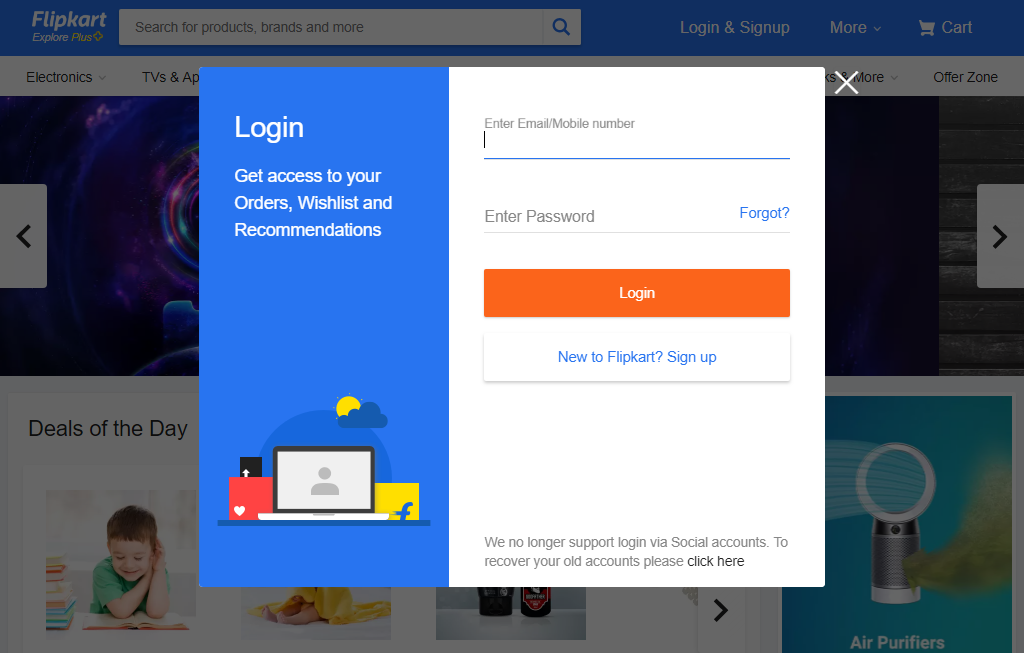 Flipkart
Explore Plus
Search for products, brands and more
Login & Signup
More
Cart
Electronics
TVs & Ap
ks & More
Offer Zone
Login
Get access to your
Orders, Wishlist and
Recommendations
Enter Email/Mobile number
Enter Password
Forgot?
Login
New to Flipkart? Sign up
We no longer support login via Social accounts. To
recover your old accounts please click here
Deals of the Day
Air Purifiers